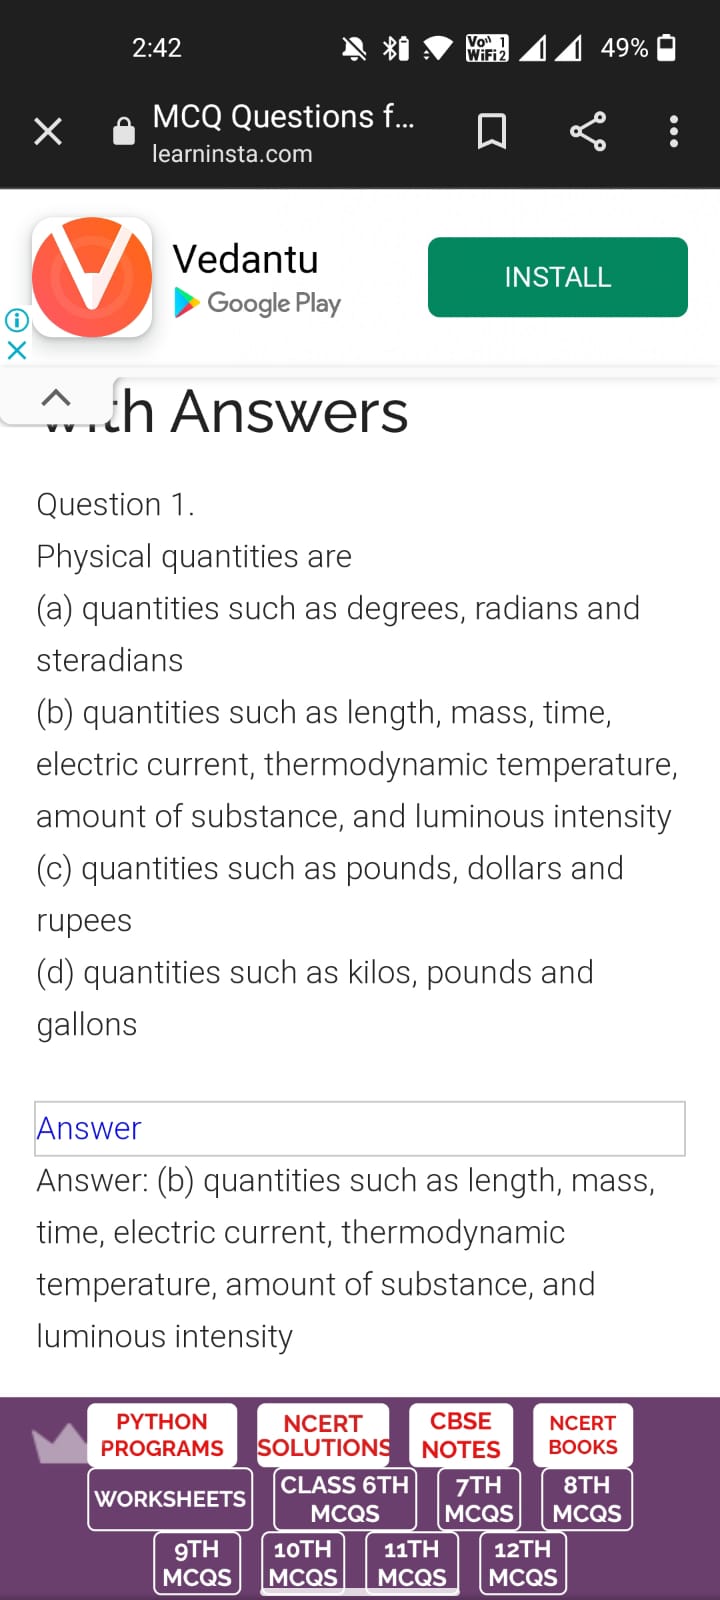 2:42
Vo)) 1
WiFi 2
49%
MCQ Questions f...
learninsta.com
Vedantu
Google Play
INSTALL
th Answers
Question 1.
Physical quantities are
(a) quantities such as degrees, radians and
steradians
(b) quantities such as length, mass, time,
electric current, thermodynamic temperature,
amount of substance, and luminous intensity
(c) quantities such as pounds, dollars and
rupees
(d) quantities such as kilos, pounds and
gallons
Answer
Answer: (b) quantities such as length, mass,
time, electric current, thermodynamic
temperature, amount of substance, and
luminous intensity
PYTHON PROGRAMS
NCERT SOLUTIONS
CBSE NOTES
NCERT BOOKS
WORKSHEETS
CLASS 6TH MCQS
7TH MCQS
8TH MCQS
9TH MCQS
10TH MCQS
11TH MCQS
12TH MCQS